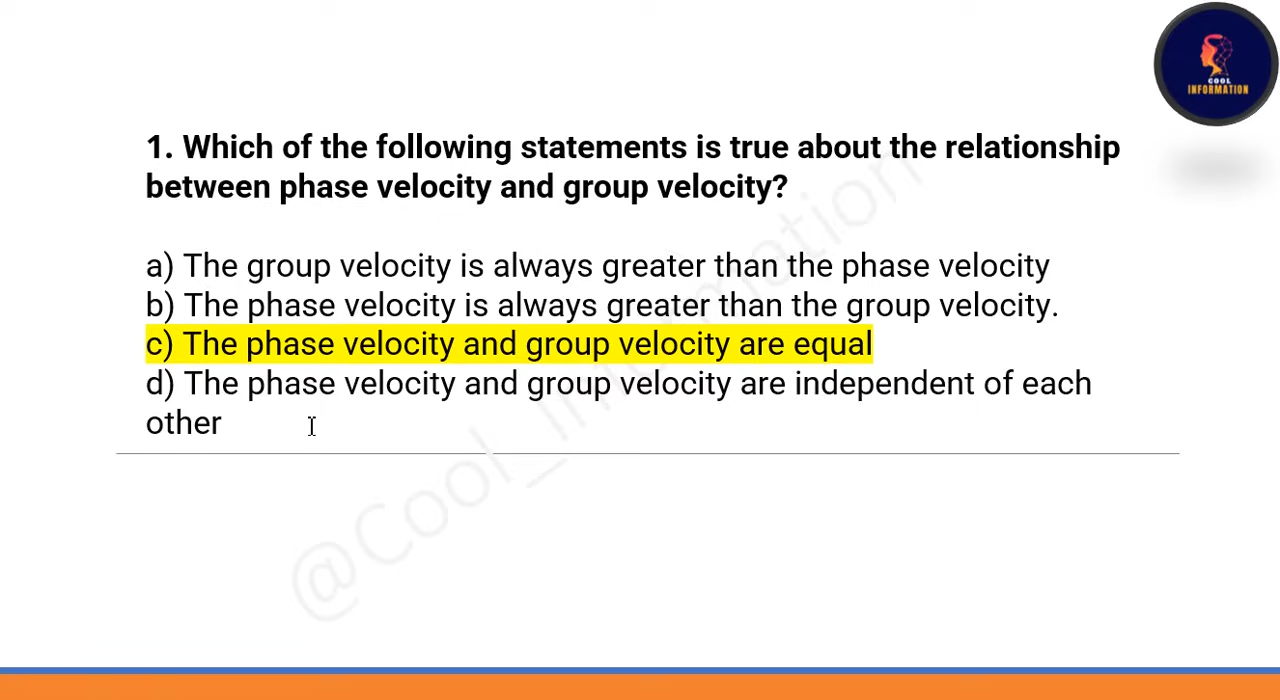 COOL
INFORMATION
1. Which of the following statements is true about the relationship
between phase velocity and group velocity?
a) The group velocity is always greater than the phase velocity
b) The phase velocity is always greater than the group velocity.
c) The phase velocity and group velocity are equal
d) The phase velocity and group velocity are independent of each
other
@Cool_Information